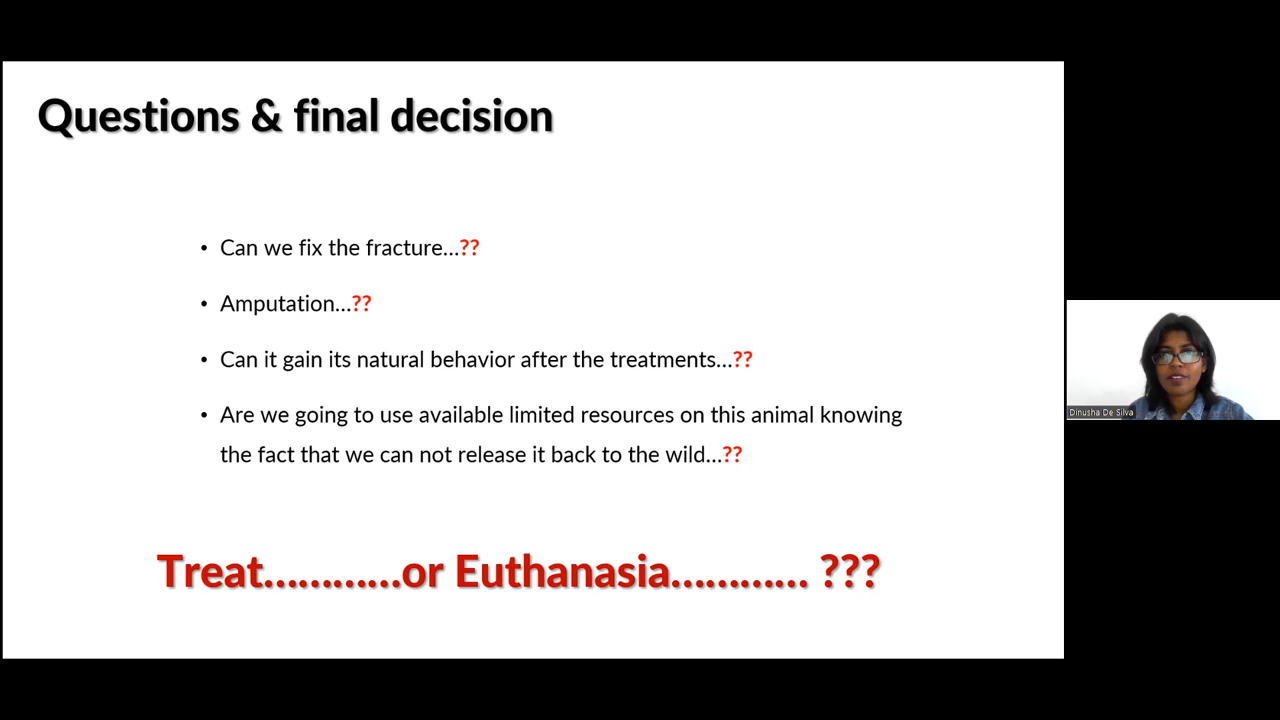 Questions & final decision
• Can we fix the fracture...??
• Amputation...??
• Can it gain its natural behavior after the treatments...??
• Are we going to use available limited resources on this animal knowing
the fact that we can not release it back to the wild...??
Treat............or Euthanasia............ ???
Dinusha De Silva